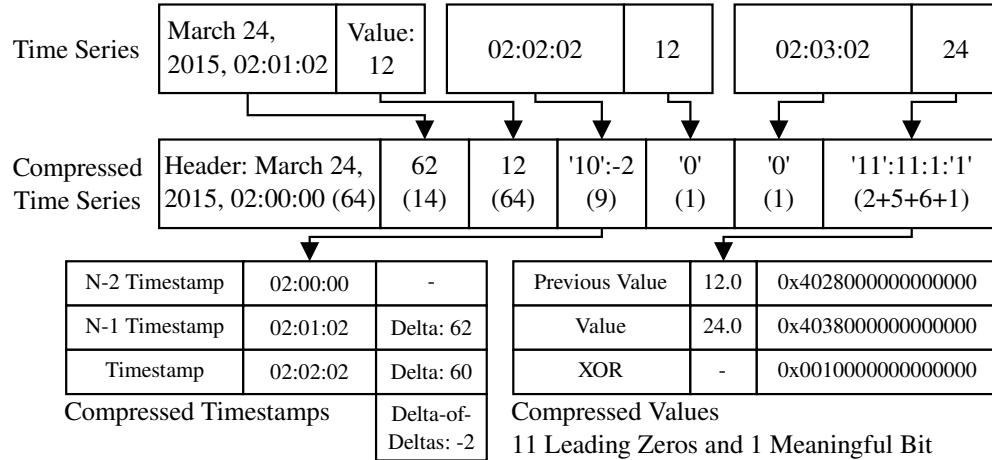 Time Series
March 24,
2015, 02:01:02
Value:
12
02:02:02
12
02:03:02
24
Compressed
Time Series
Header: March 24,
2015, 02:00:00 (64)
62
(14)
12
(64)
'10':-2
(9)
'0'
(1)
'0'
(1)
'11':11:1:'1'
(2+5+6+1)
N-2 Timestamp
02:00:00
-
N-1 Timestamp
02:01:02
Delta: 62
Timestamp
02:02:02
Delta: 60
Compressed Timestamps
Delta-of-
Deltas: -2
Previous Value
12.0
0x4028000000000000
Value
24.0
0x4038000000000000
XOR
-
0x0010000000000000
Compressed Values
11 Leading Zeros and 1 Meaningful Bit